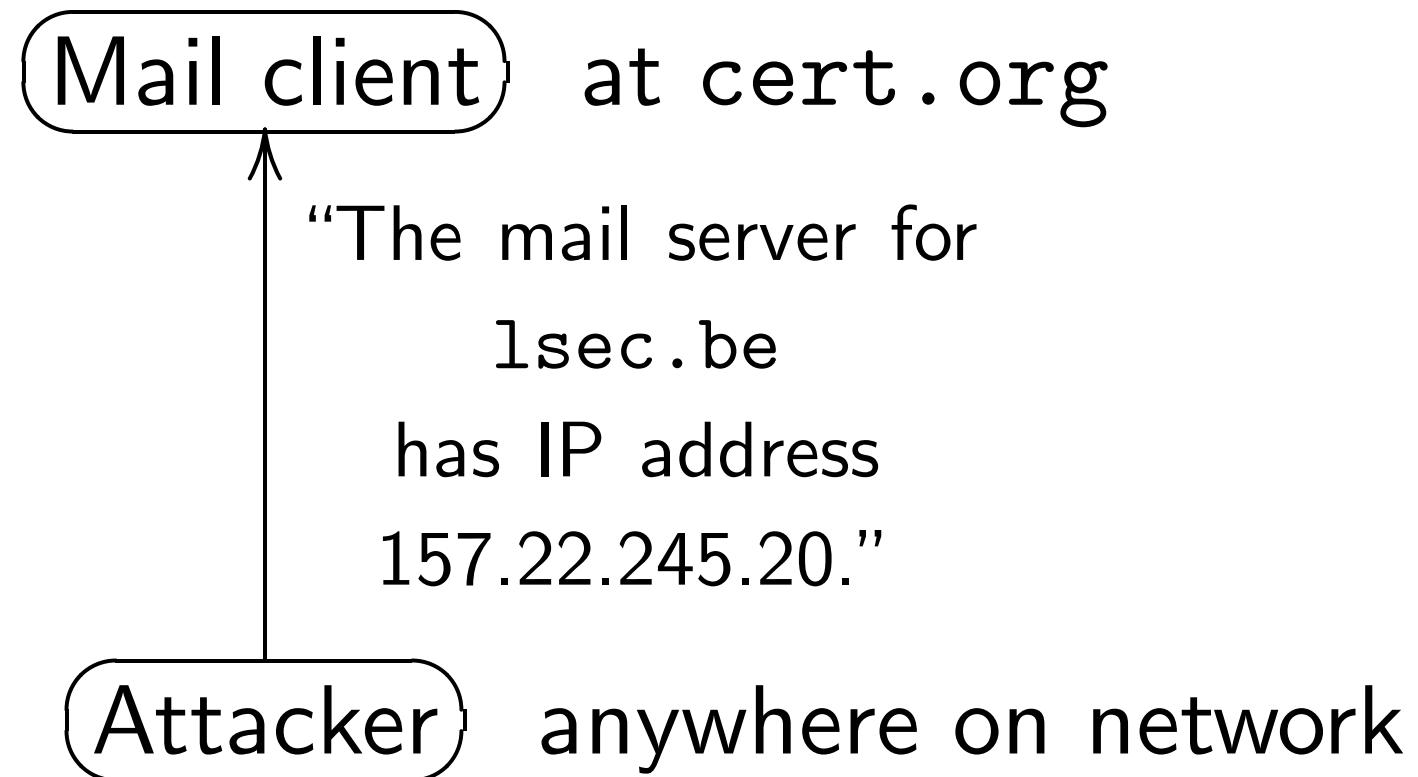 Mail client at cert.org
“The mail server for
lsec.be
has IP address
157.22.245.20.”
Attacker anywhere on network